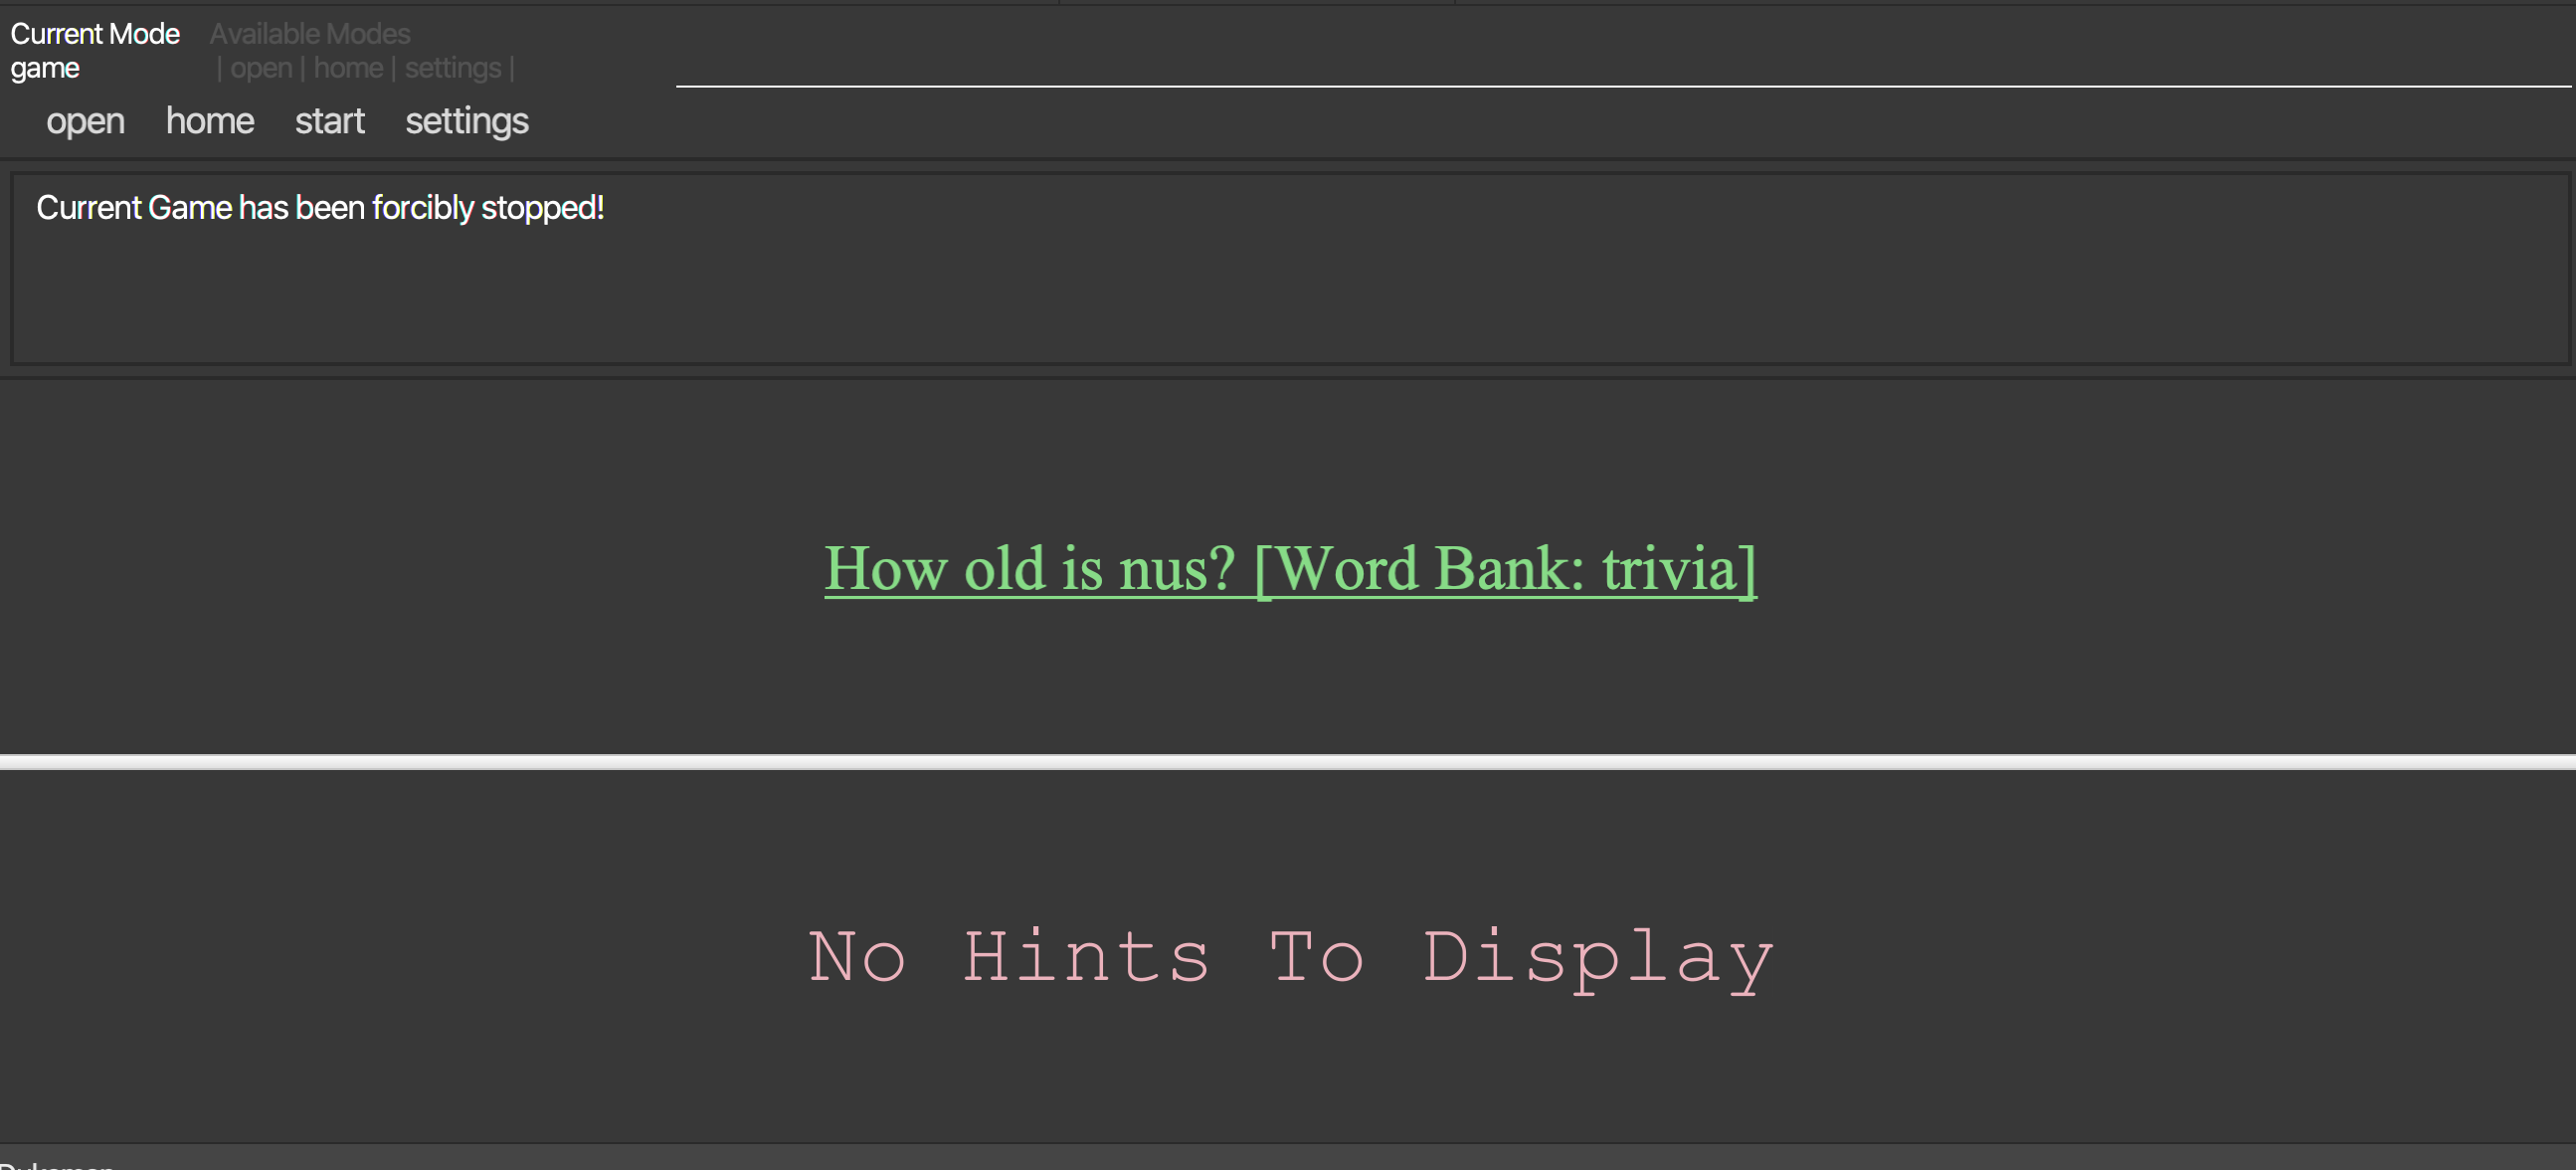 Current Mode Available Modes
game | open | home | settings |
open home start settings
Current Game has been forcibly stopped!
How old is nus? [Word Bank: trivia]
No Hints To Display